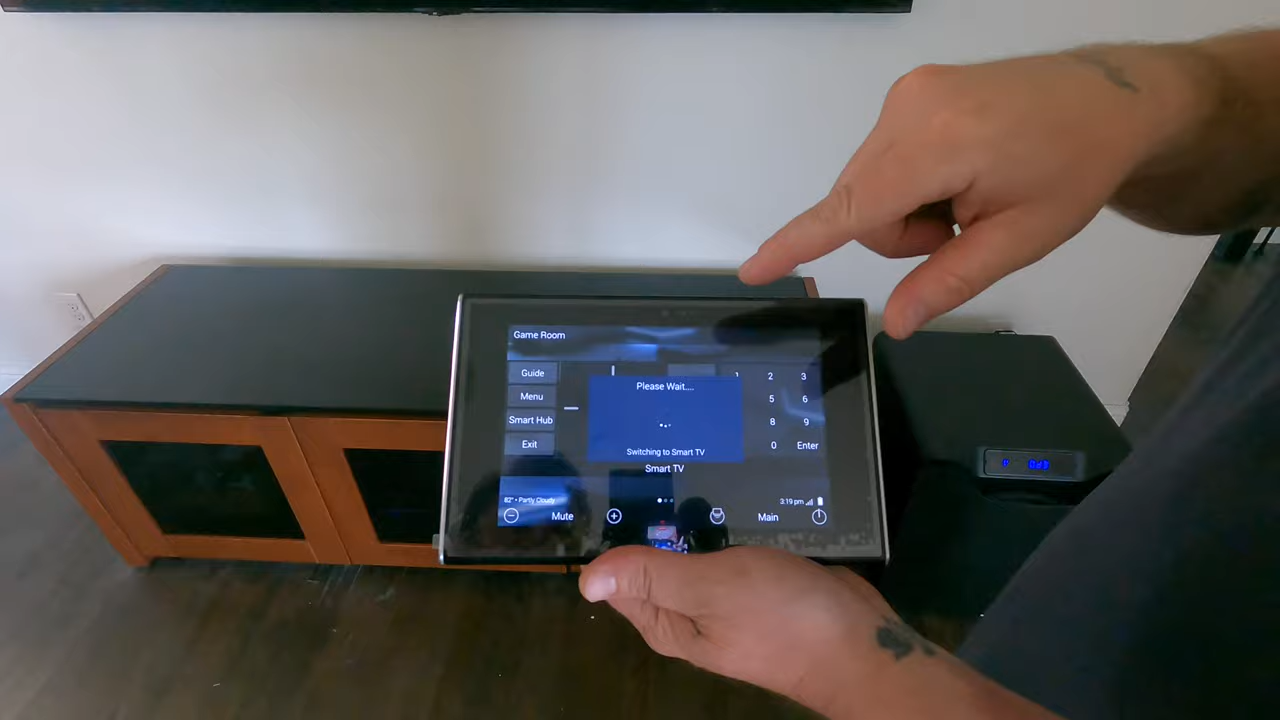 Game Room
Guide
Menu
Smart Hub
Exit
Please Wait....
Switching to Smart TV
Smart TV
1 2 3
5 6
8 9
0 Enter
82° • Partly Cloudy
3:19 pm
Mute
Main